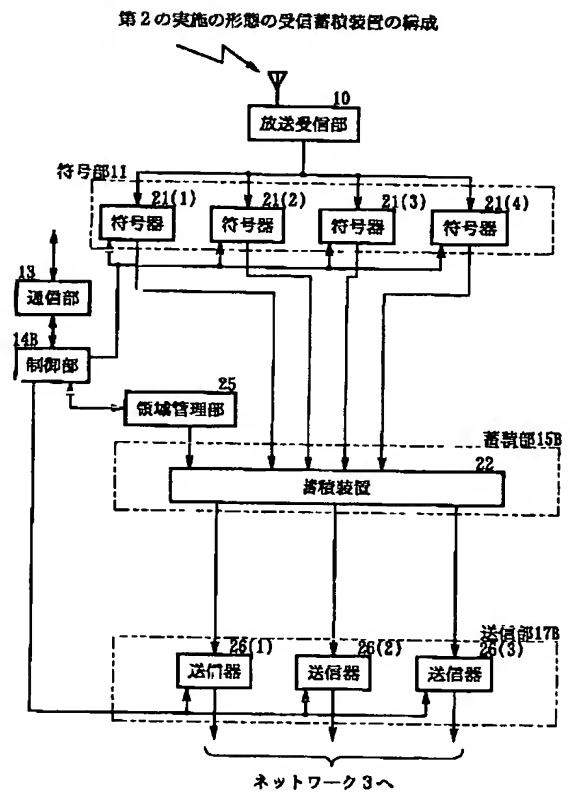 第2の実施の形態の受信蓄積装置の構成
10
放送受信部
符号部11
21(1)
21(2)
21(3)
21(4)
符号器
符号器
符号器
符号器
13
通信部
14B
制御部
25
領域管理部
蓄積部15B
22
蓄積装置
送信部17B
26(1)
26(2)
26(3)
送信器
送信器
送信器
ネットワーク3へ